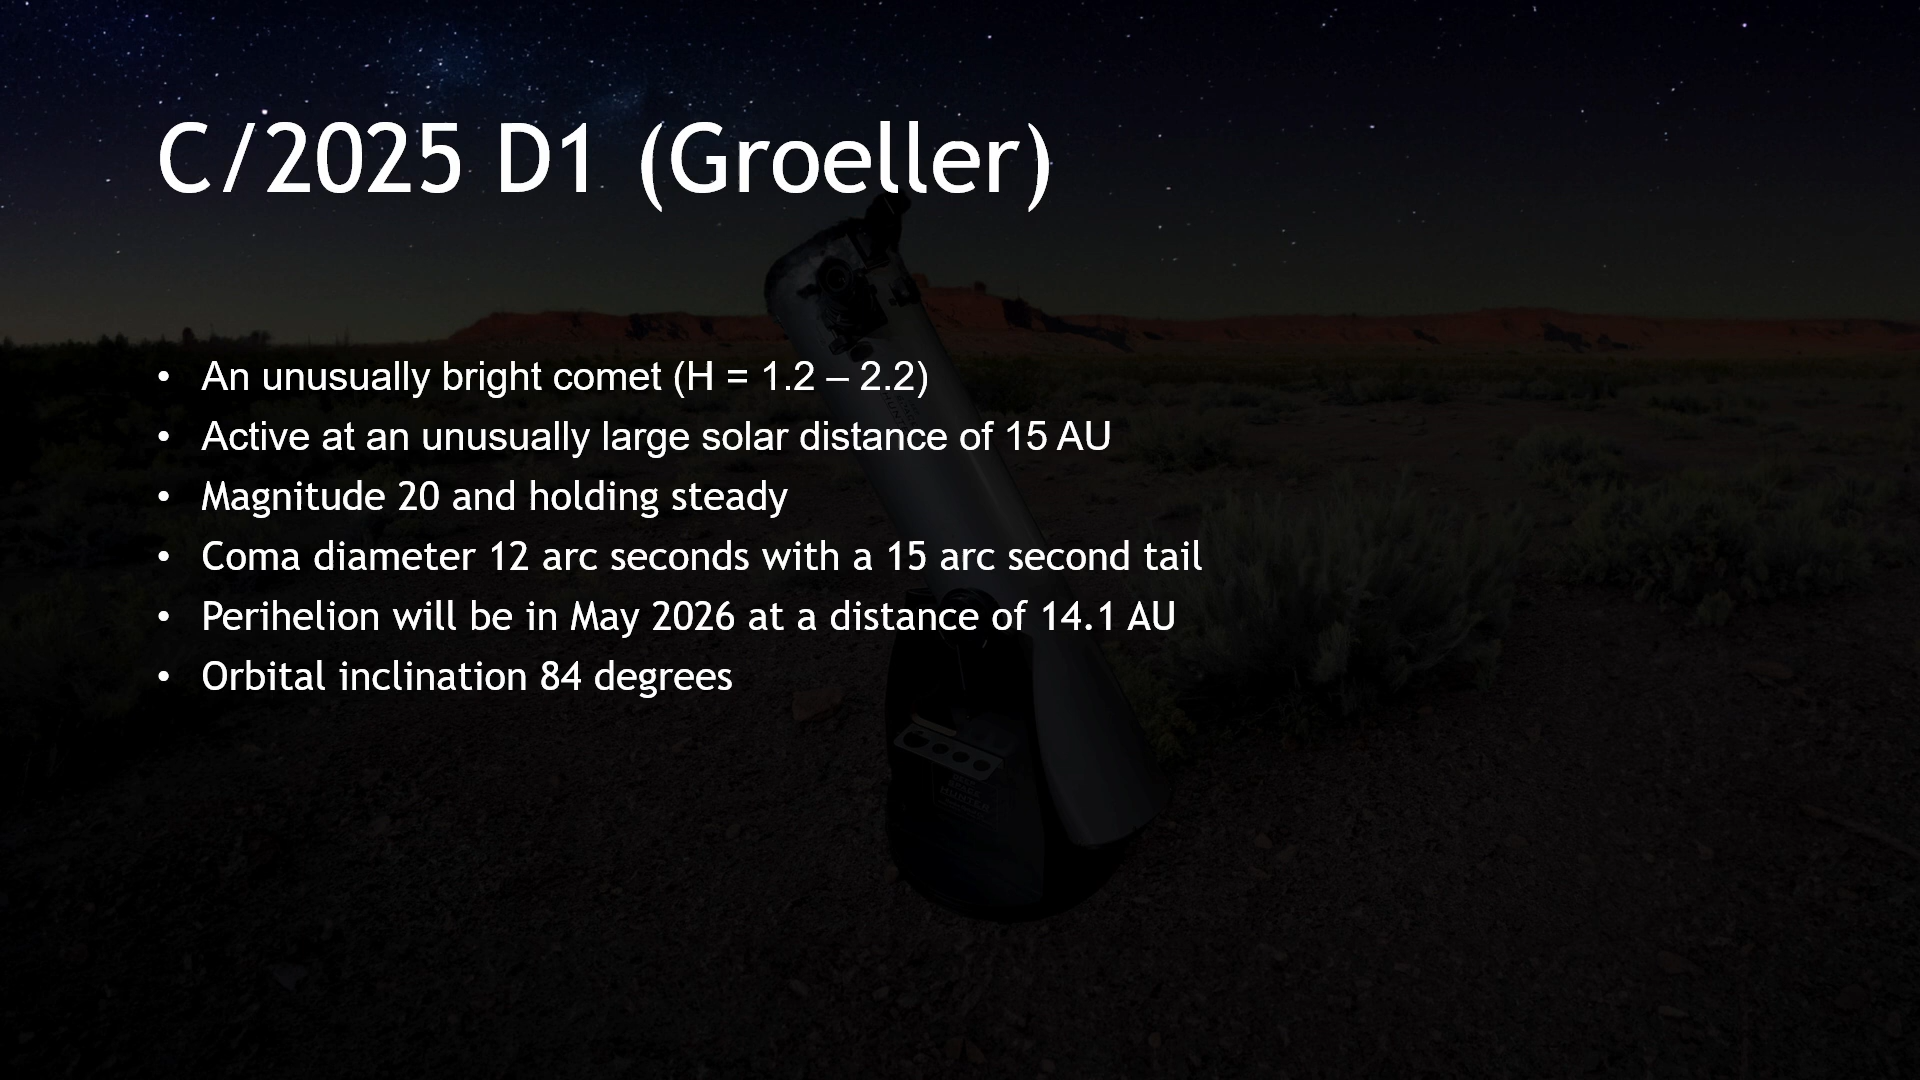 C/2025 D1 (Groeller)
• An unusually bright comet (H = 1.2 – 2.2)
• Active at an unusually large solar distance of 15 AU
• Magnitude 20 and holding steady
• Coma diameter 12 arc seconds with a 15 arc second tail
• Perihelion will be in May 2026 at a distance of 14.1 AU
• Orbital inclination 84 degrees